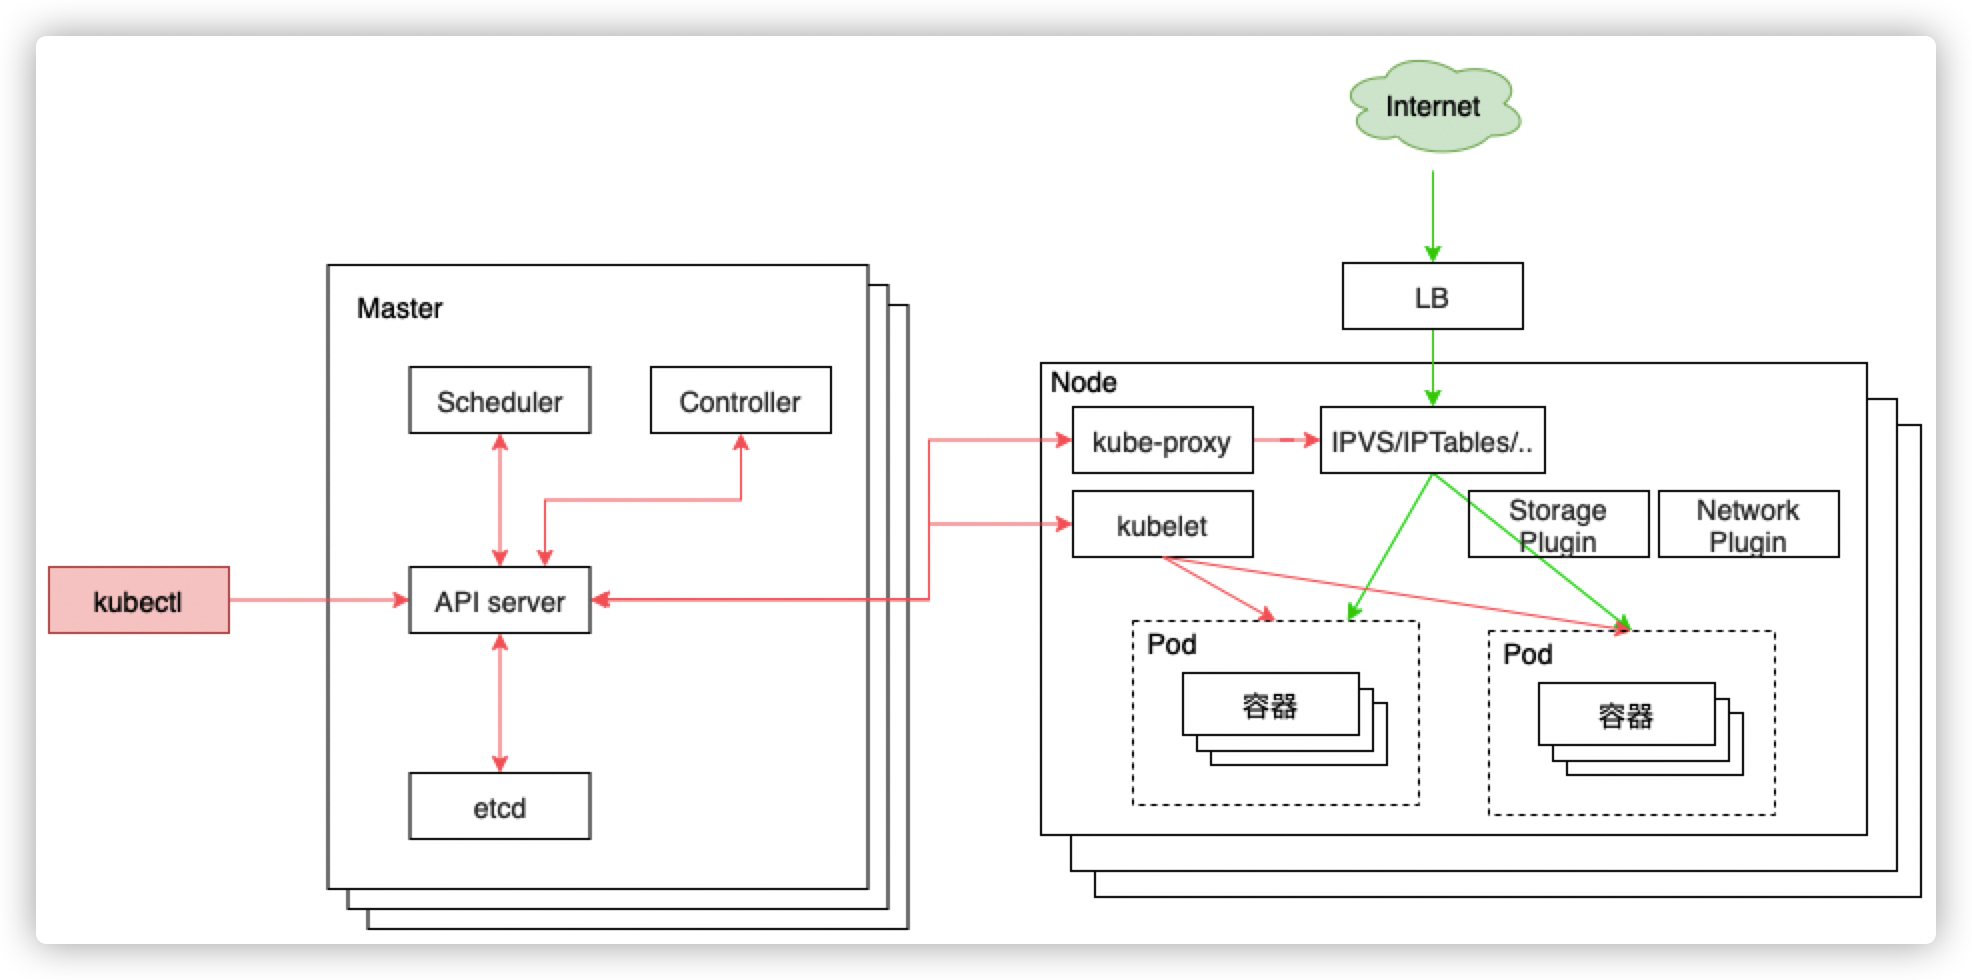 Internet
LB
Master
Scheduler
Controller
kubectl
API server
etcd
Node
kube-proxy
IPVS/IPTables/..
kubelet
Storage
Plugin
Network
Plugin
Pod
容器
Pod
容器